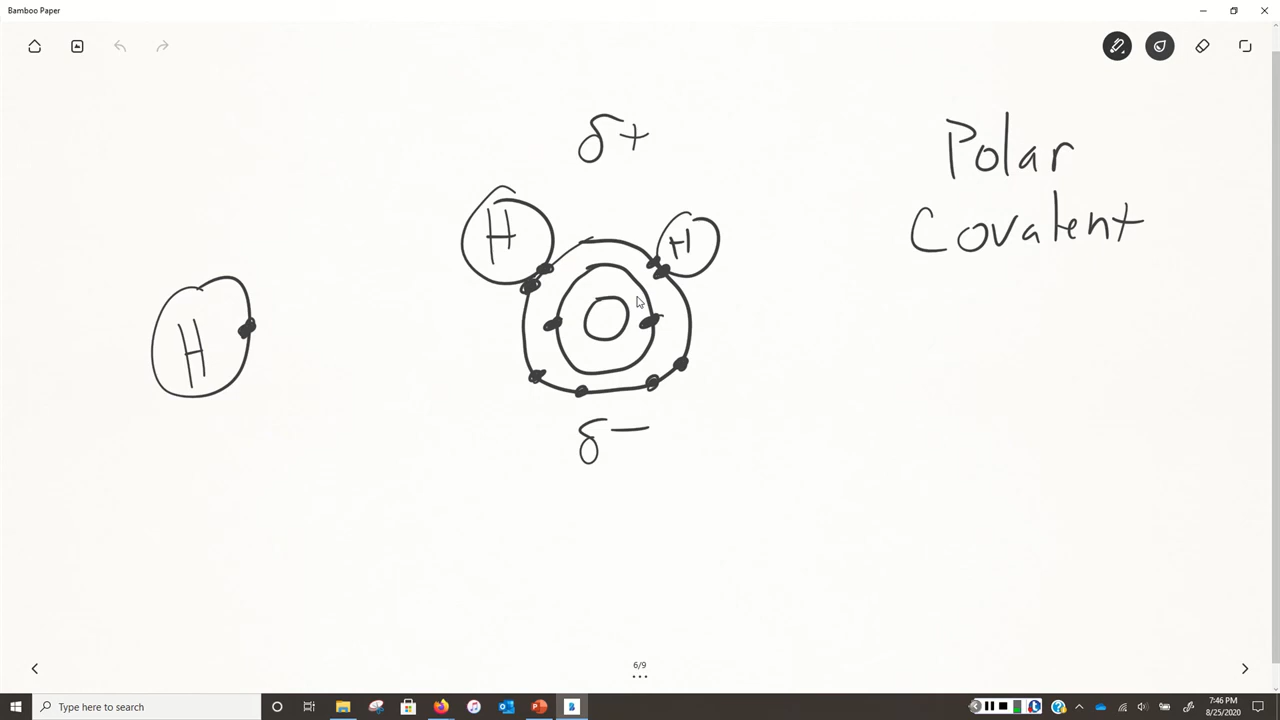 Bamboo Paper
δ+
Polar
Covalent
H
H
O
H
δ−
6/9
Type here to search
7:46 PM
8/25/2020